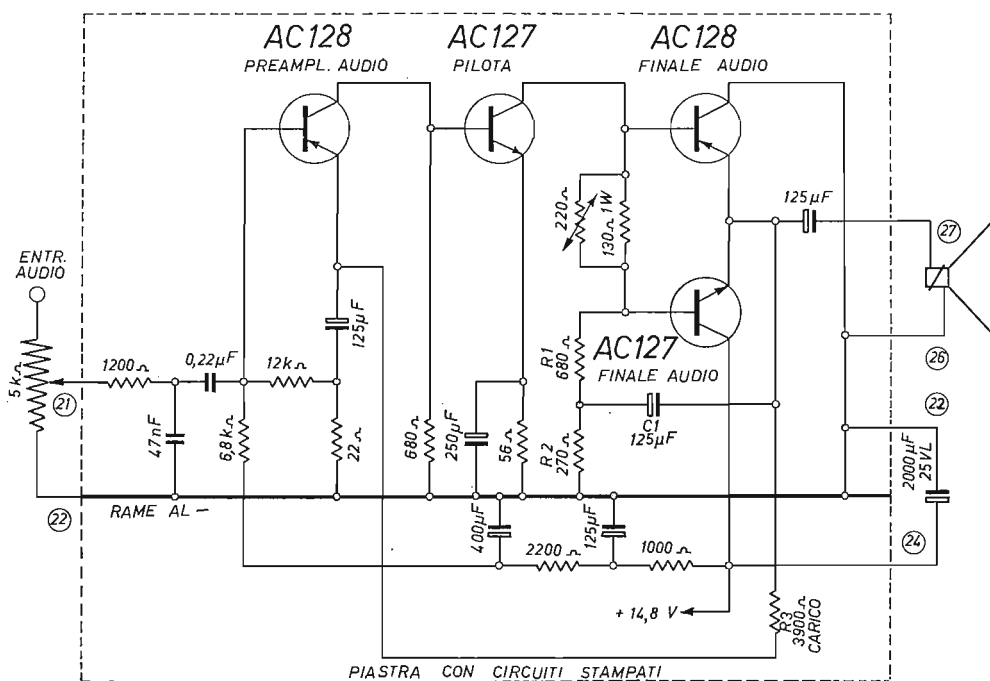 AC128
PREAMPL. AUDIO
AC127
PILOTA
AC128
FINALE AUDIO
220Ω
130Ω 1W
125µF
27
ENTR.
AUDIO
5kΩ
21
1200Ω
0,22µF
12kΩ
125µF
47nF
6,8kΩ
22Ω
680Ω
250µF
56Ω
R1
680Ω
AC127
FINALE AUDIO
C1
125µF
R2
270Ω
26
22
2000µF
25VL
24
22
RAME AL –
400µF
2200Ω
125µF
1000Ω
+ 14,8 V
R3
3900Ω
CARICO
PIASTRA CON CIRCUITI STAMPATI